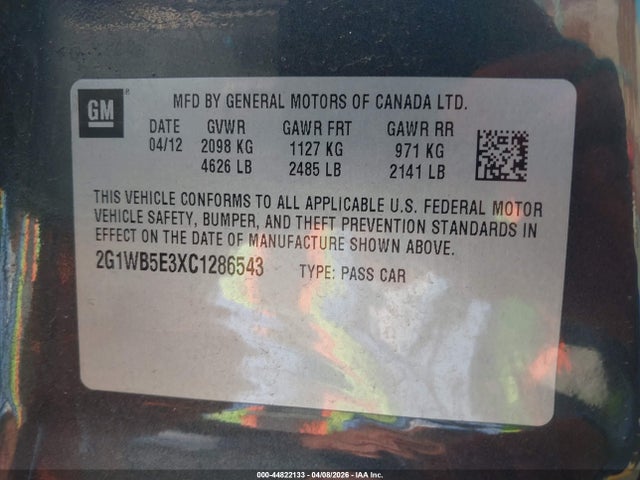 GM®
MFD BY GENERAL MOTORS OF CANADA LTD.
DATE GVWR GAWR FRT GAWR RR
04/12 2098 KG 1127 KG 971 KG
4626 LB 2485 LB 2141 LB
THIS VEHICLE CONFORMS TO ALL APPLICABLE U.S. FEDERAL MOTOR
VEHICLE SAFETY, BUMPER, AND THEFT PREVENTION STANDARDS IN
EFFECT ON THE DATE OF MANUFACTURE SHOWN ABOVE.
2G1WB5E3XC1286543 TYPE: PASS CAR
000-44822133 - 04/08/2026 - IAA Inc.